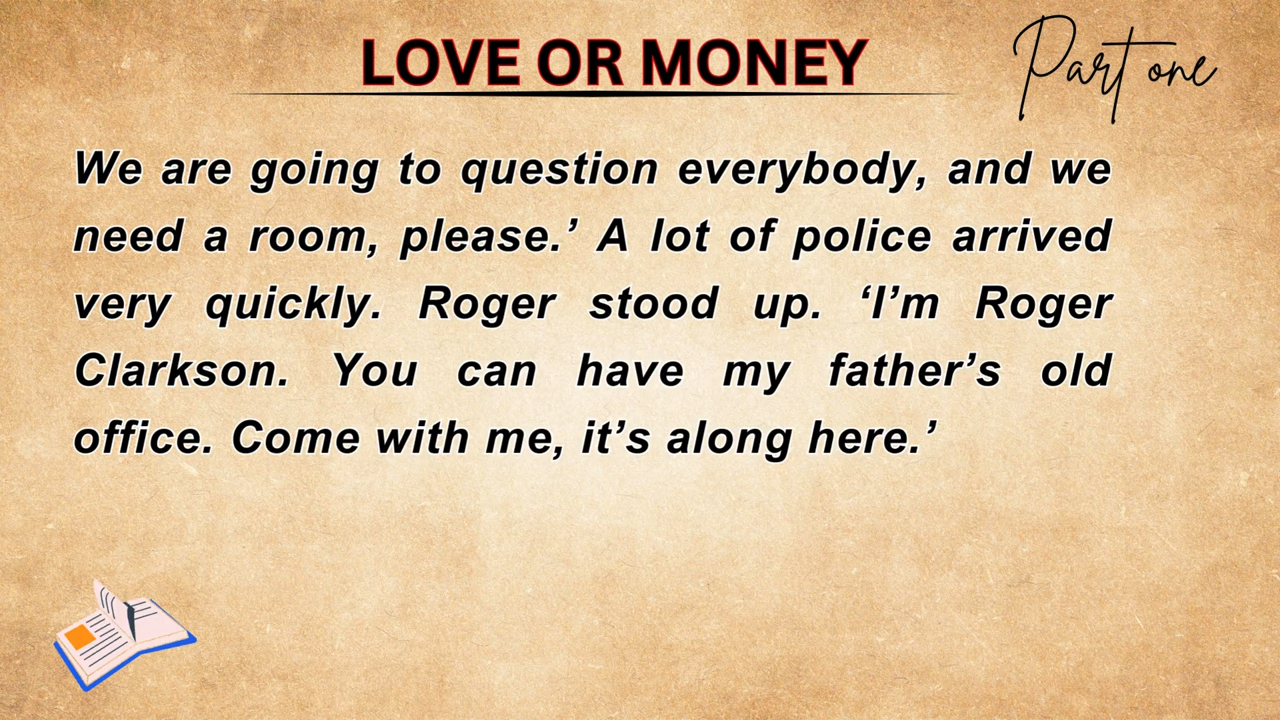 LOVE OR MONEY
Part one
We are going to question everybody, and we
need a room, please.’ A lot of police arrived
very quickly. Roger stood up. ‘I’m Roger
Clarkson. You can have my father’s old
office. Come with me, it’s along here.’